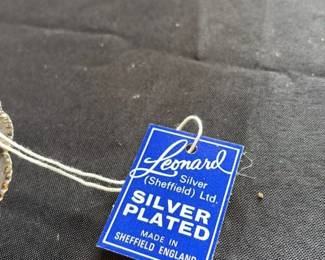 Leonard
Silver
(Sheffield) Ltd.
SILVER
PLATED
MADE IN
SHEFFIELD ENGLAND